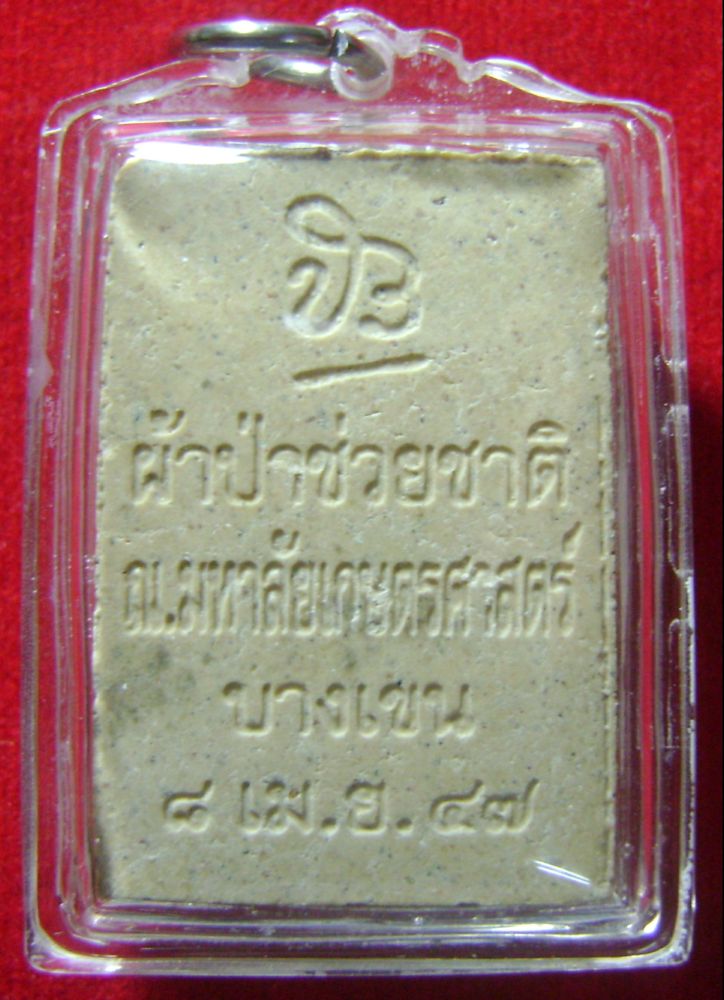 ผ้าป่าช่วยชาติ
ณ.มหาลัยเกษตรศาสตร์
บางเขน
๘ เม.ย. ๔๗